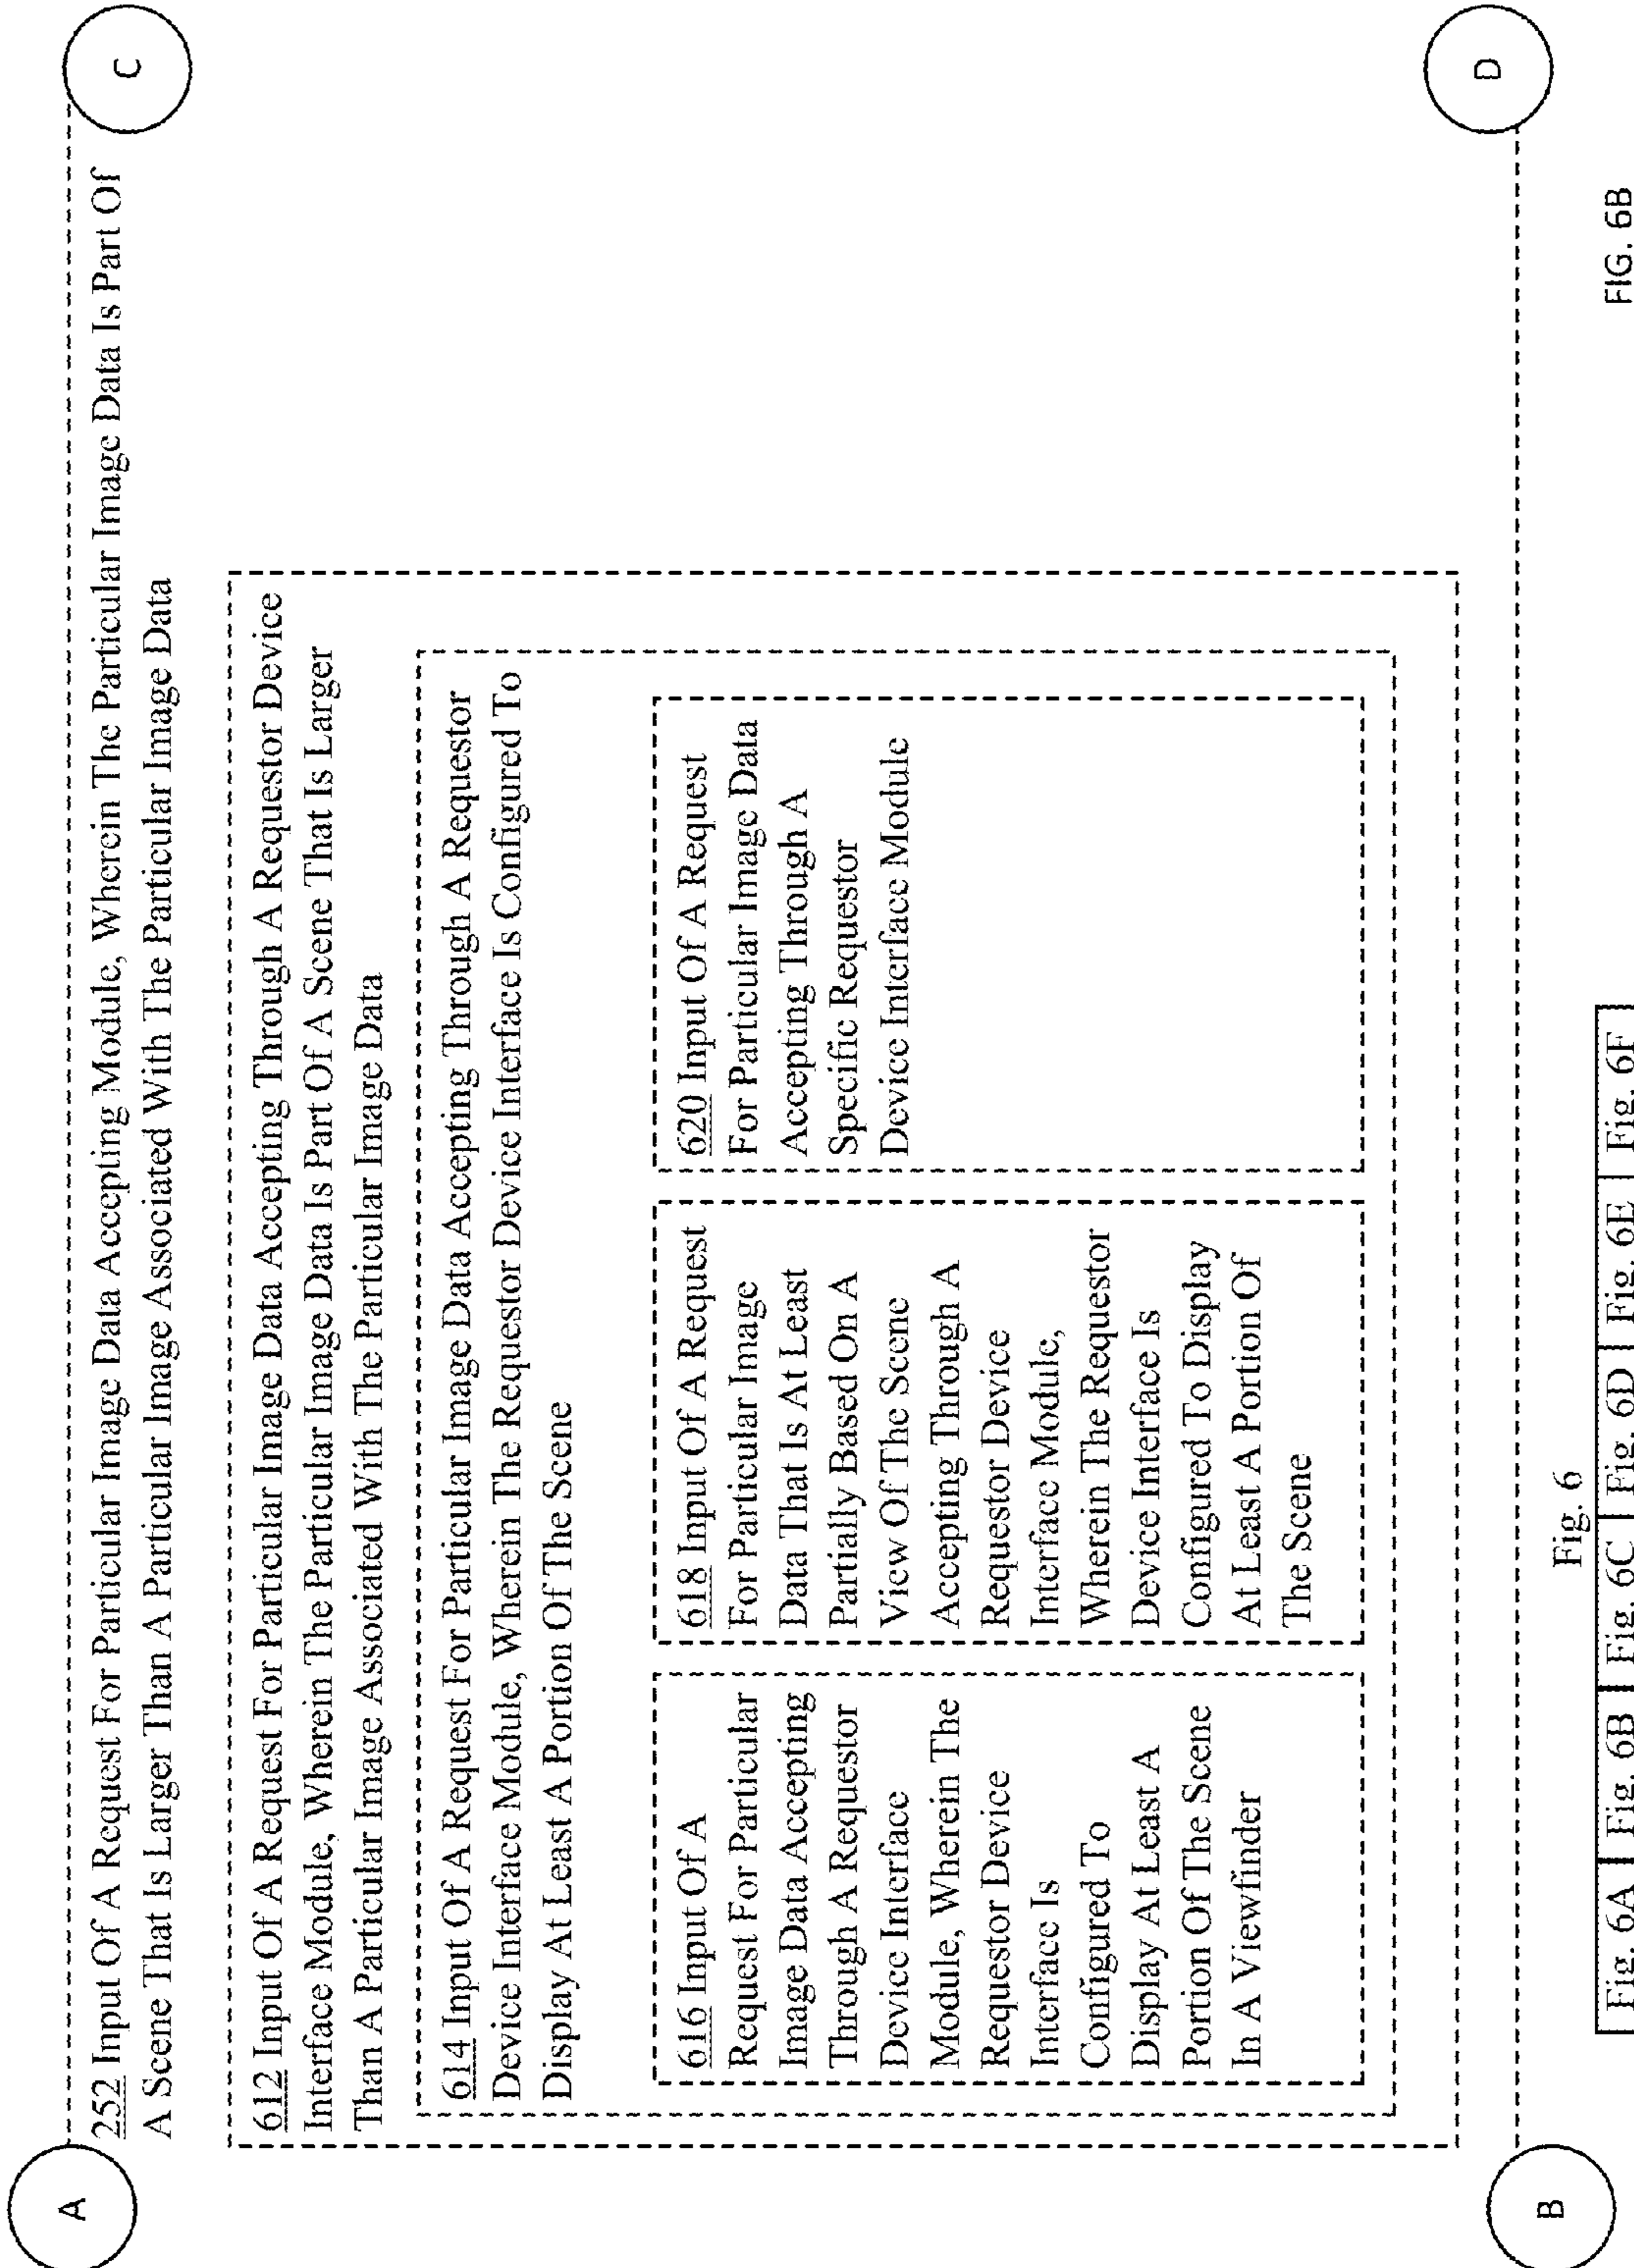 A
C
252 Input Of A Request For Particular Image Data Accepting Module, Wherein The Particular Image Data Is Part Of
A Scene That Is Larger Than A Particular Image Associated With The Particular Image Data
612 Input Of A Request For Particular Image Data Accepting Through A Requestor Device
Interface Module, Wherein The Particular Image Data Is Part Of A Scene That Is Larger
Than A Particular Image Associated With The Particular Image Data
614 Input Of A Request For Particular Image Data Accepting Through A Requestor
Device Interface Module, Wherein The Requestor Device Interface Is Configured To
Display At Least A Portion Of The Scene
616 Input Of A
Request For Particular
Image Data Accepting
Through A Requestor
Device Interface
Module, Wherein The
Requestor Device
Interface Is
Configured To
Display At Least A
Portion Of The Scene
In A Viewfinder
618 Input Of A Request
For Particular Image
Data That Is At Least
Partially Based On A
View Of The Scene
Accepting Through A
Requestor Device
Interface Module,
Wherein The Requestor
Device Interface Is
Configured To Display
At Least A Portion Of
The Scene
620 Input Of A Request
For Particular Image Data
Accepting Through A
Specific Requestor
Device Interface Module
B
D
Fig. 6
Fig. 6A Fig. 6B Fig. 6C Fig. 6D Fig. 6E Fig. 6F
FIG. 6B